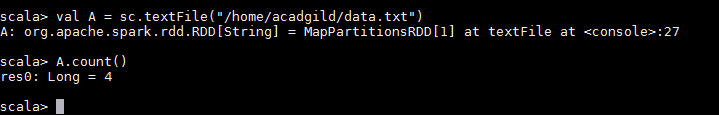 scala> val A = sc.textFile("/home/acadgild/data.txt")
A: org.apache.spark.rdd.RDD[String] = MapPartitionsRDD[1] at textFile at <console>:27
scala> A.count()
res0: Long = 4
scala>